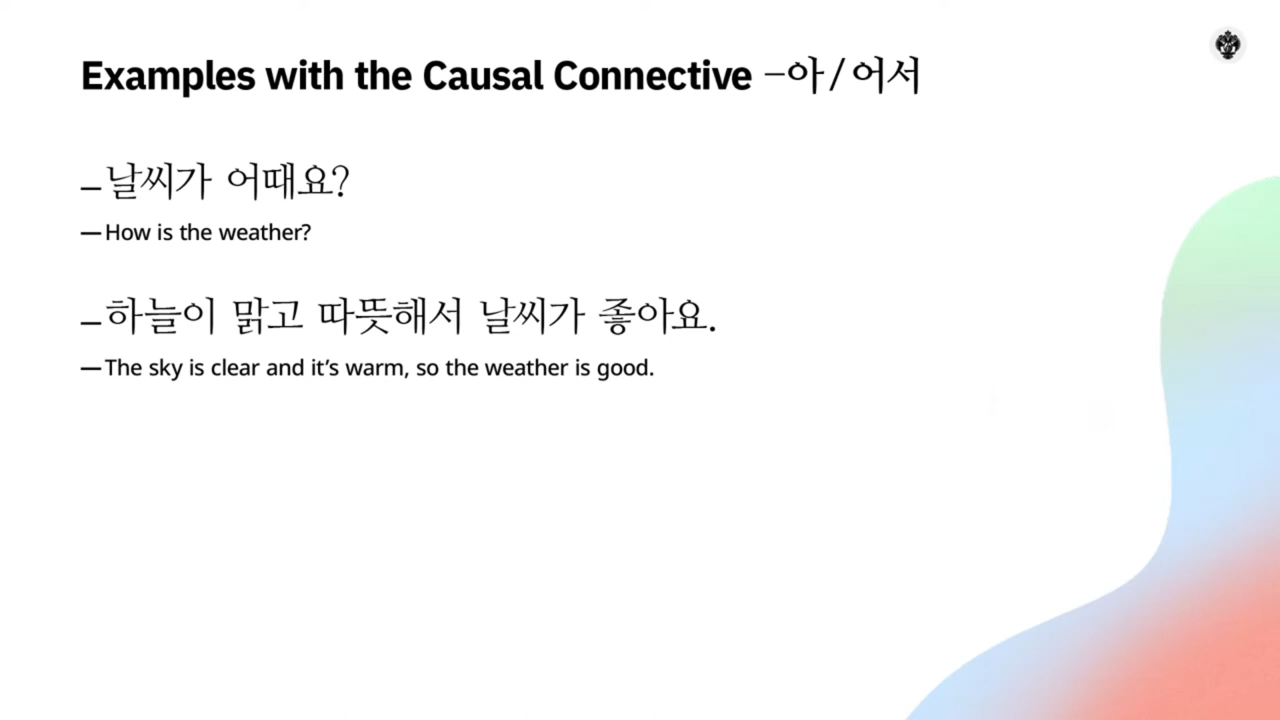 Examples with the Causal Connective –아/어서
–날씨가 어때요?
—How is the weather?
–하늘이 맑고 따뜻해서 날씨가 좋아요.
—The sky is clear and it’s warm, so the weather is good.